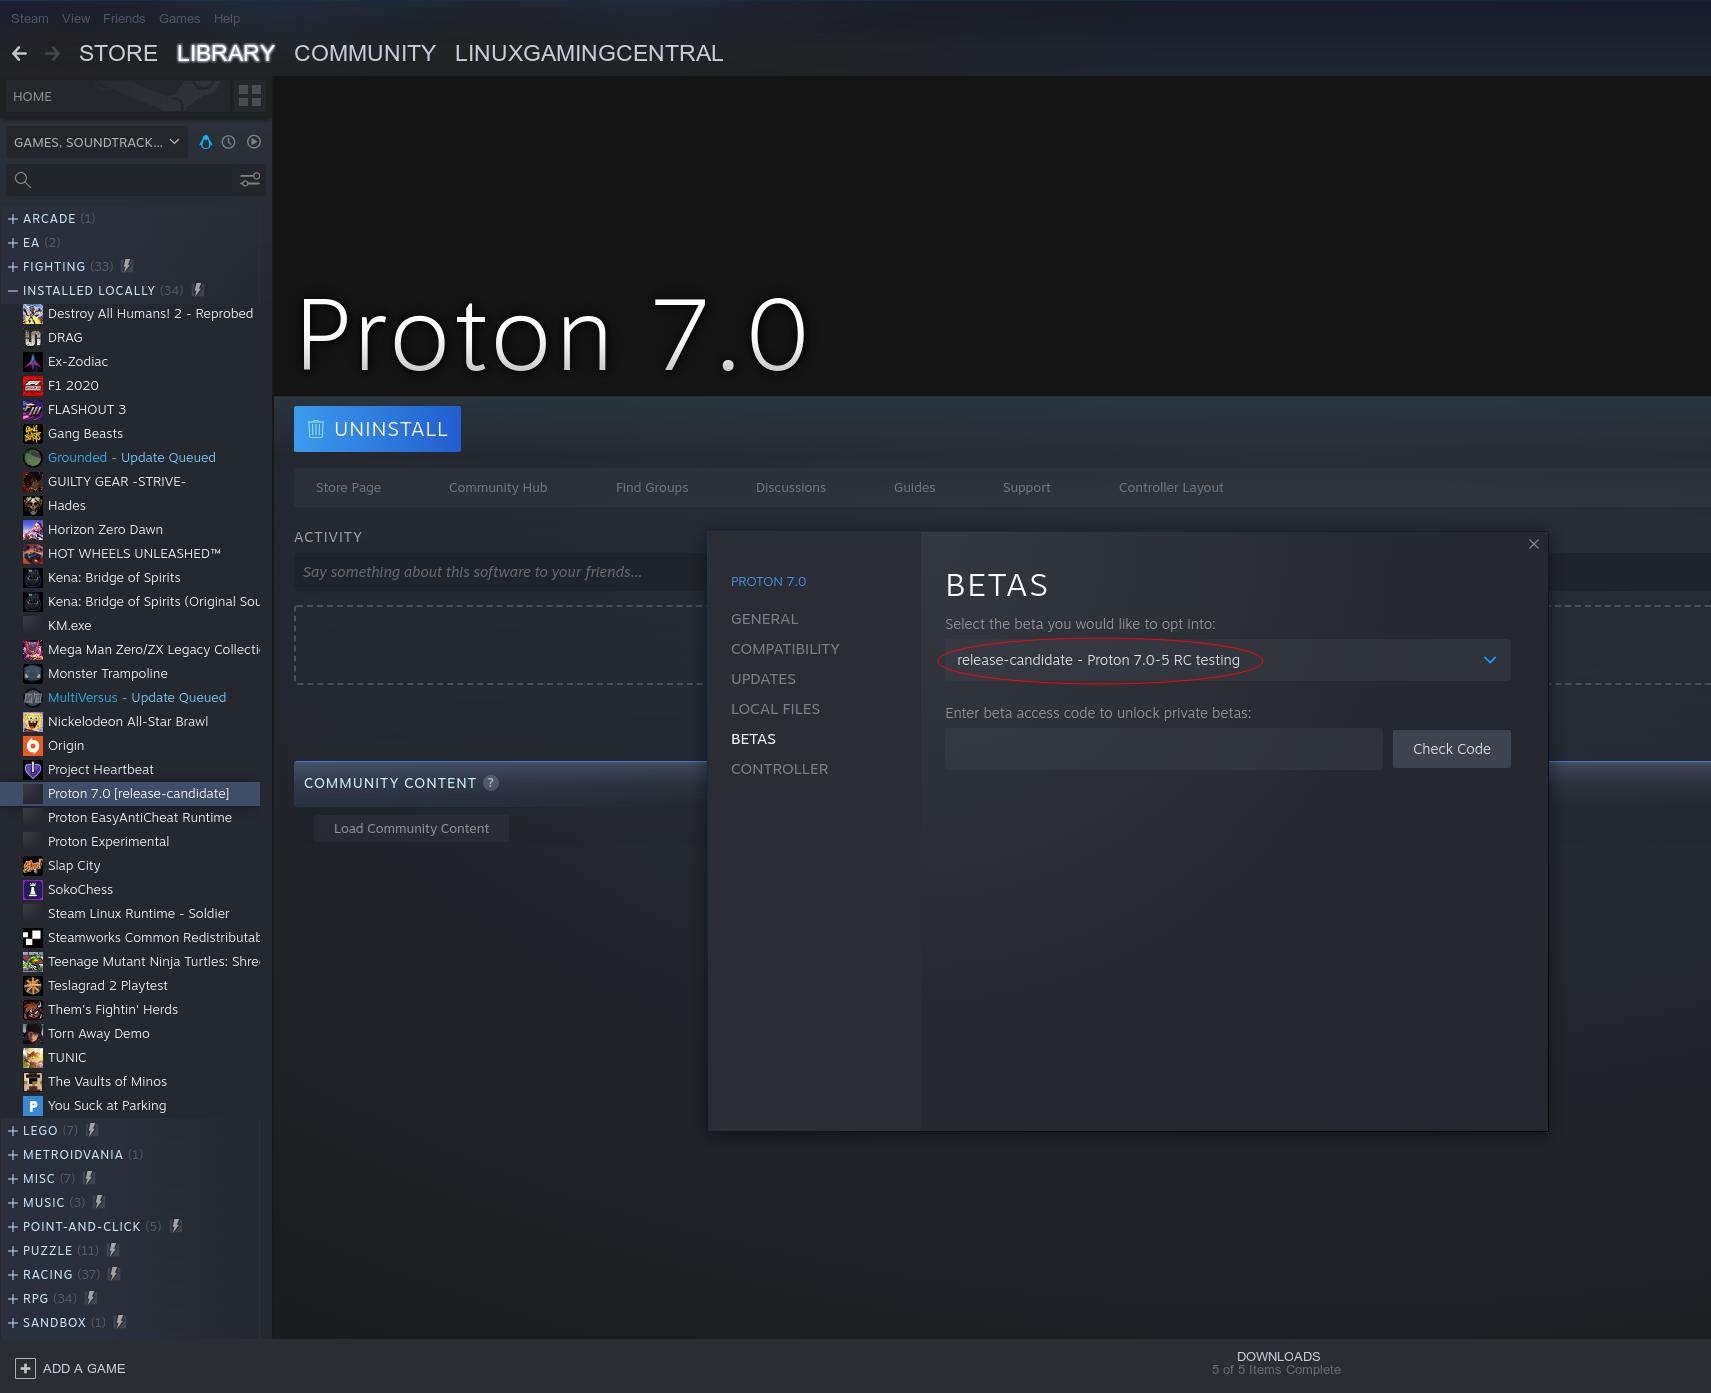 Steam View Friends Games Help
STORE LIBRARY COMMUNITY LINUXGAMINGCENTRAL
HOME
GAMES, SOUNDTRACK...
ARCADE (1)
EA (2)
FIGHTING (33)
INSTALLED LOCALLY (34)
Destroy All Humans! 2 - Reprobed
DRAG
Ex-Zodiac
F1 2020
FLASHOUT 3
Gang Beasts
Grounded - Update Queued
GUILTY GEAR -STRIVE-
Hades
Horizon Zero Dawn
HOT WHEELS UNLEASHED™
Kena: Bridge of Spirits
Kena: Bridge of Spirits (Original Sou
KM.exe
Mega Man Zero/ZX Legacy Collecti
Monster Trampoline
MultiVersus - Update Queued
Nickelodeon All-Star Brawl
Origin
Project Heartbeat
Proton 7.0 [release-candidate]
Proton EasyAntiCheat Runtime
Proton Experimental
Slap City
SokoChess
Steam Linux Runtime - Soldier
Steamworks Common Redistributab
Teenage Mutant Ninja Turtles: Shre
Teslagrad 2 Playtest
Them's Fightin' Herds
Torn Away Demo
TUNIC
The Vaults of Minos
You Suck at Parking
LEGO (7)
METROIDVANIA (1)
MISC (7)
MUSIC (3)
POINT-AND-CLICK (5)
PUZZLE (11)
RACING (37)
RPG (34)
SANDBOX (1)
Proton 7.0
UNINSTALL
Store Page Community Hub Find Groups Discussions Guides Support Controller Layout
ACTIVITY
Say something about this software to your friends...
COMMUNITY CONTENT ?
Load Community Content
PROTON 7.0
GENERAL
COMPATIBILITY
UPDATES
LOCAL FILES
BETAS
CONTROLLER
BETAS
Select the beta you would like to opt into:
release-candidate - Proton 7.0-5 RC testing
Enter beta access code to unlock private betas:
Check Code
ADD A GAME
DOWNLOADS
5 of 5 Items Complete